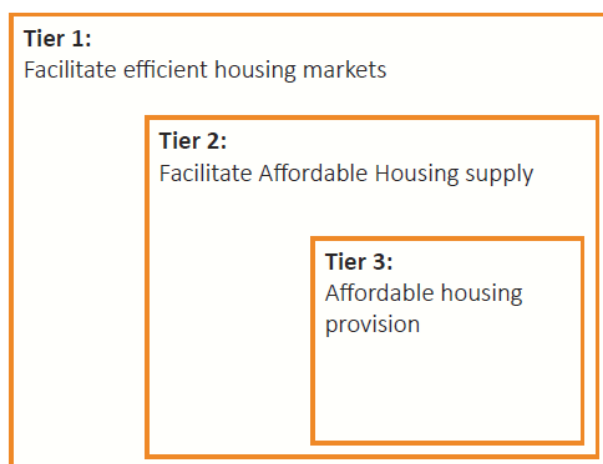 Tier 1:
Facilitate efficient housing markets
Tier 2:
Facilitate Affordable Housing supply
Tier 3:
Affordable housing
provision